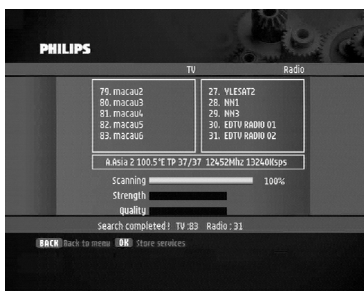 PHILIPS
TV Radio
79. macau2
80. macau3
81. macau4
82. macau5
83. macau6
27. YLESAT2
28. NN1
29. NN3
30. EDTV RADIO 01
31. EDTV RADIO 02
A.Asia 2 100.5°E TP 37/37 12452Mhz 13240Ksps
Scanning 100%
Strength
Quality
Search completed! TV :83 Radio : 31
BACK Back to menu OK Store services